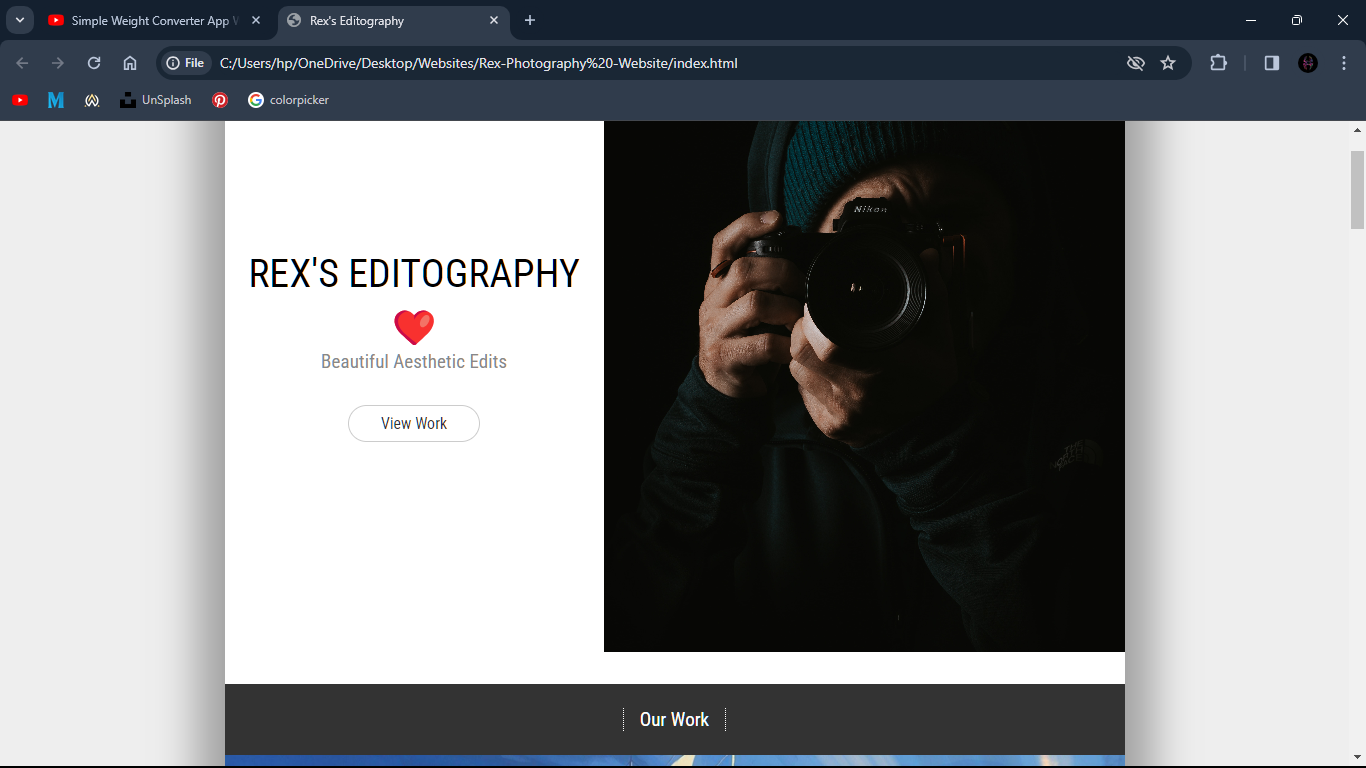 Simple Weight Converter App
Rex's Editography
File
C:/Users/hp/OneDrive/Desktop/Websites/Rex-Photography%20-Website/index.html
UnSplash
colorpicker
Nikon
REX'S EDITOGRAPHY
Beautiful Aesthetic Edits
View Work
Our Work